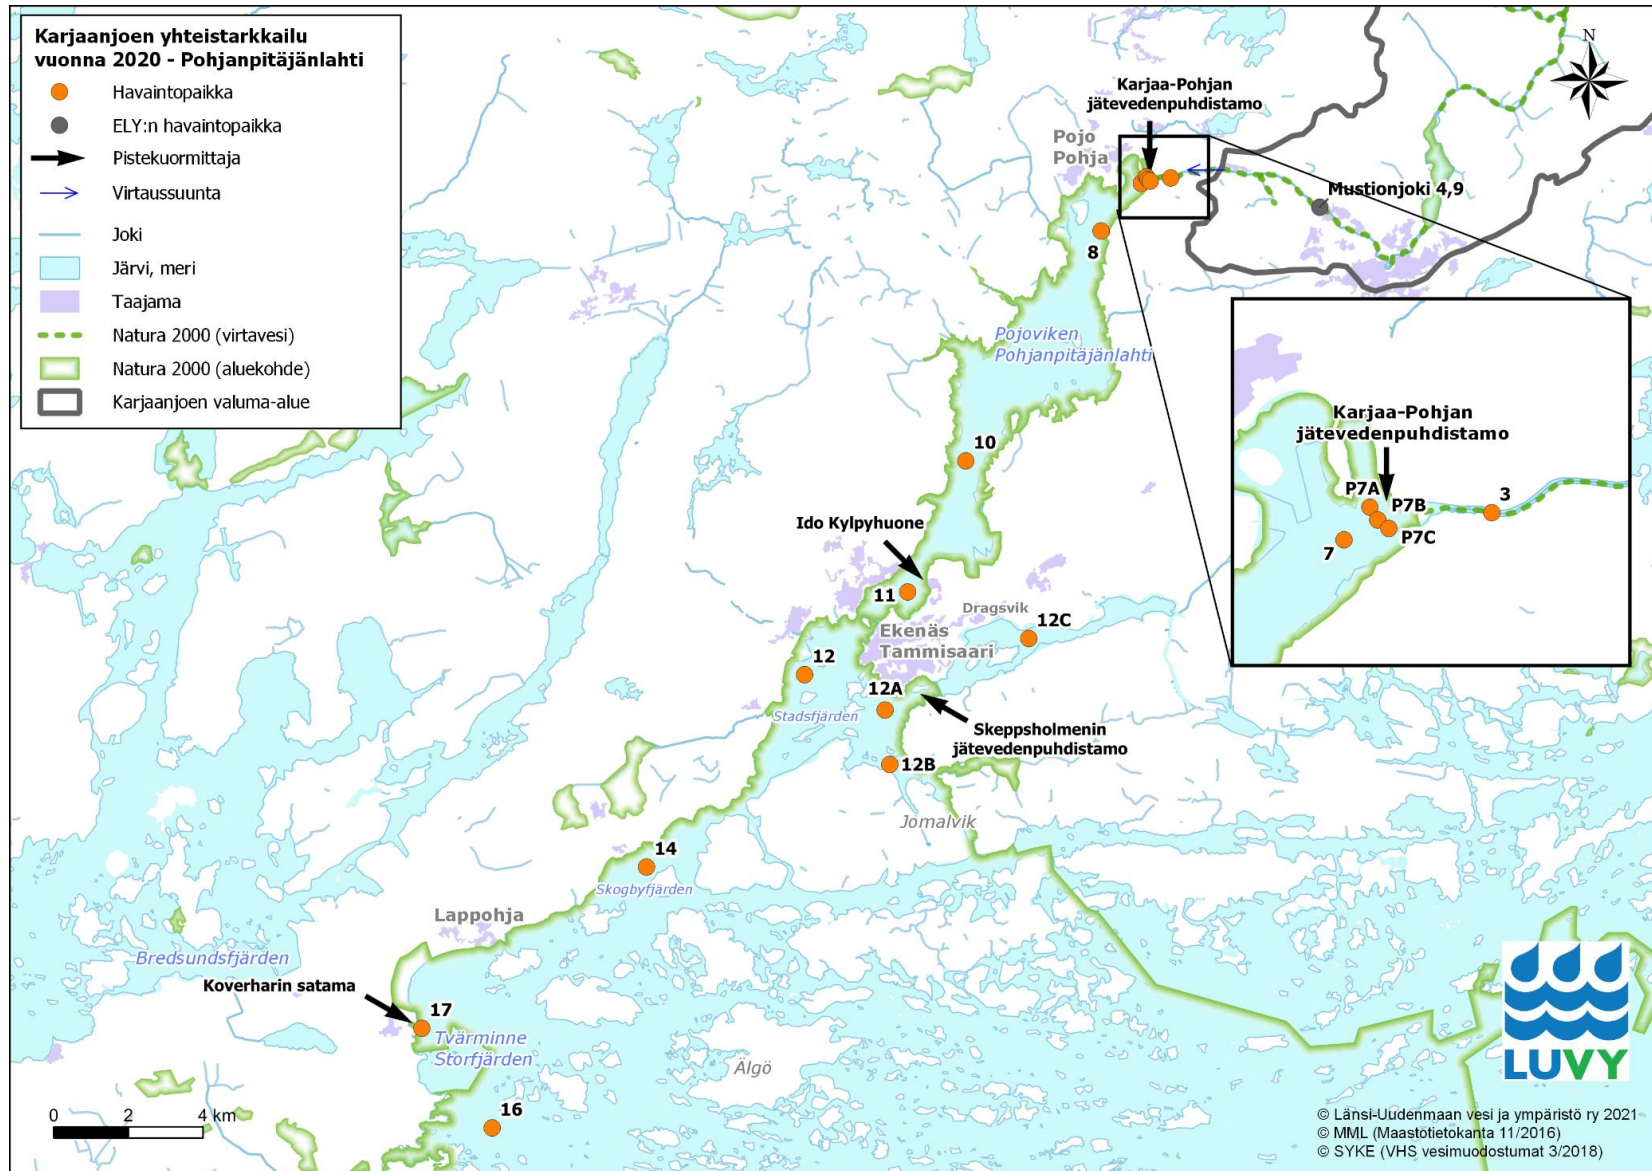 Karjaanjoen yhteistarkkailu
vuonna 2020 - Pohjanpitäjänlahti
Havaintopaikka
ELY:n havaintopaikka
Pistekuormittaja
Virtaussuunta
Joki
Järvi, meri
Taajama
Natura 2000 (virtavesi)
Natura 2000 (aluekohde)
Karjaanjoen valuma-alue
N
Karjaa-Pohjan
jätevedenpuhdistamo
Pojo
Pohja
Mustionjoki 4,9
8
Pojoviken
Pohjanpitäjänlahti
Karjaa-Pohjan
jätevedenpuhdistamo
P7A
P7B
3
P7C
7
10
Ido Kylpyhuone
11
Dragsvik
12C
Ekenäs
Tammisaari
12
12A
Stadsfjärden
Skeppsholmenin
jätevedenpuhdistamo
12B
Jomalvik
14
Skogbyfjärden
Lappohja
Bredsundsfjärden
Koverharin satama
17
Tvärminne
Storfjärden
Älgö
16
0 2 4 km
LUVY
© Länsi-Uudenmaan vesi ja ympäristö ry 2021
© MML (Maastotietokanta 11/2016)
© SYKE (VHS vesimuodostumat 3/2018)